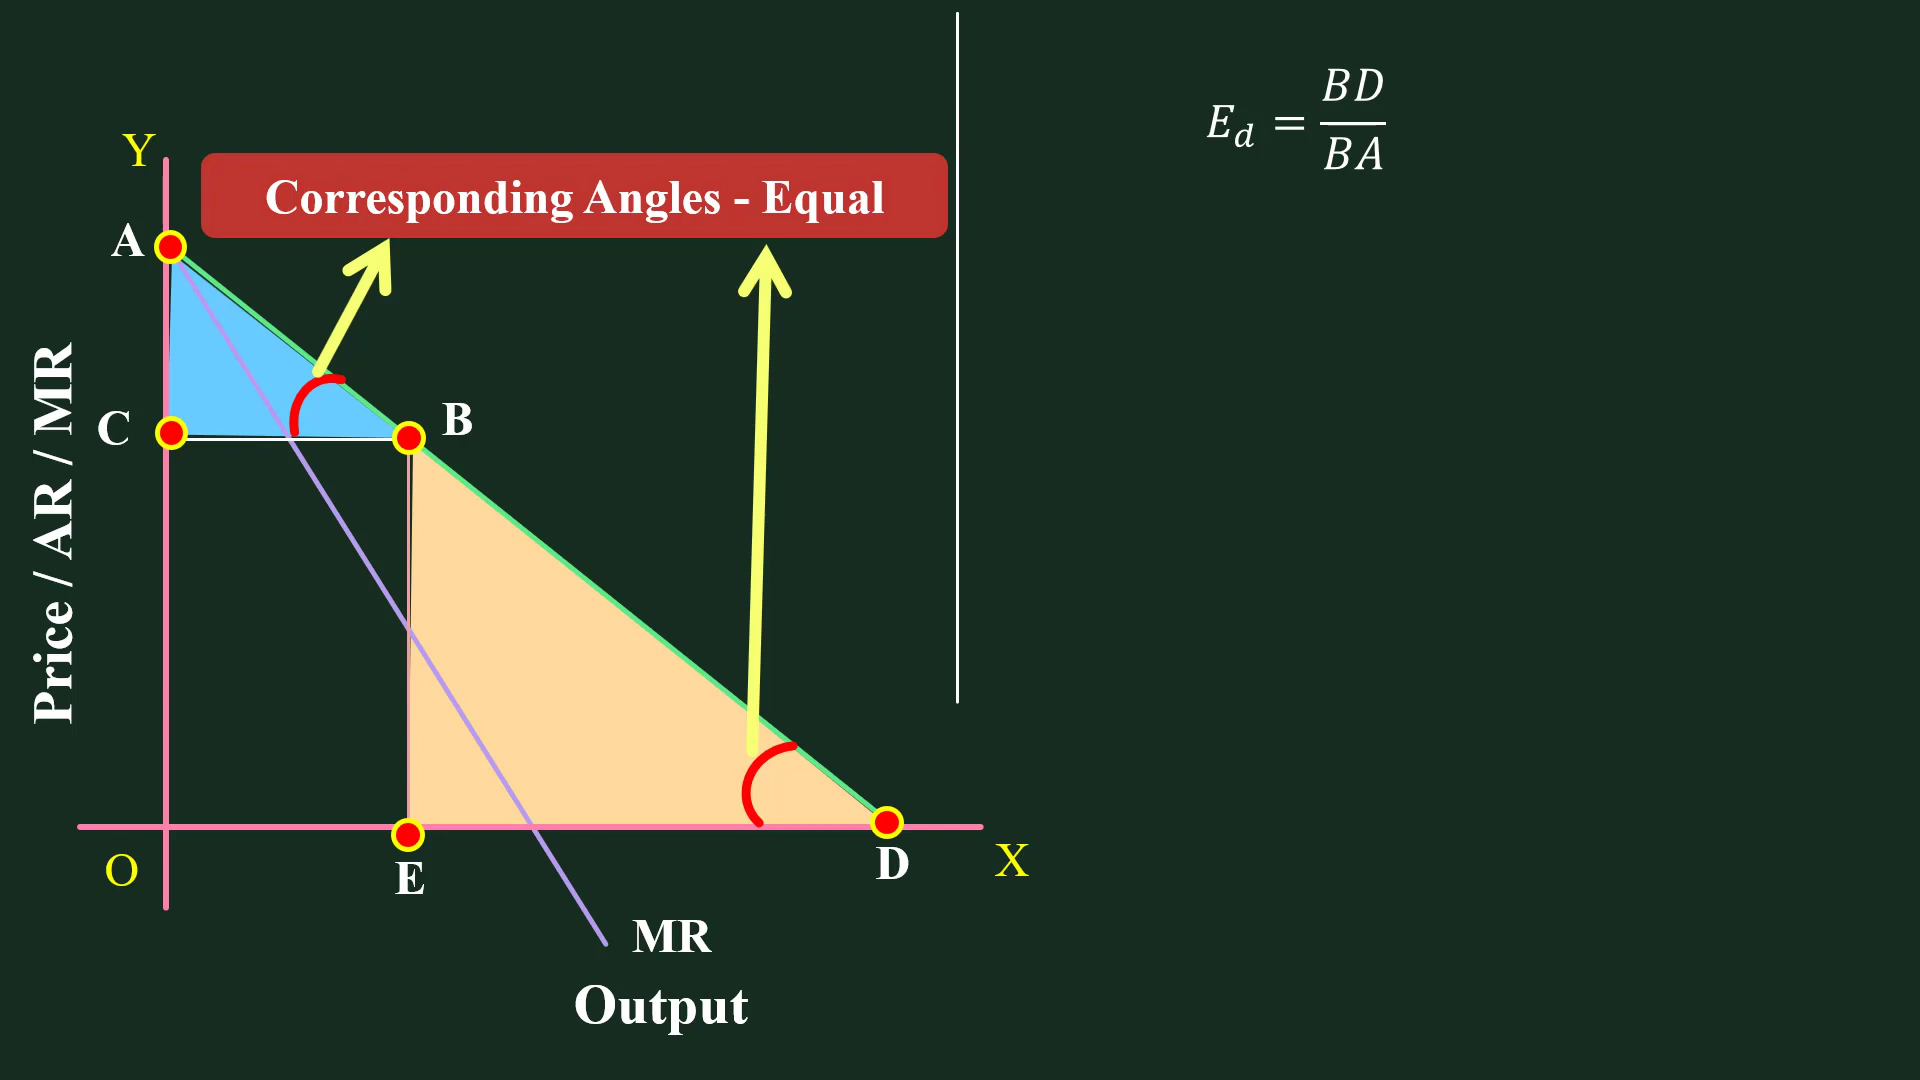 E_d = BD/BA
Y
Corresponding Angles - Equal
A
Price / AR / MR
C
B
O
E
D
X
MR
Output